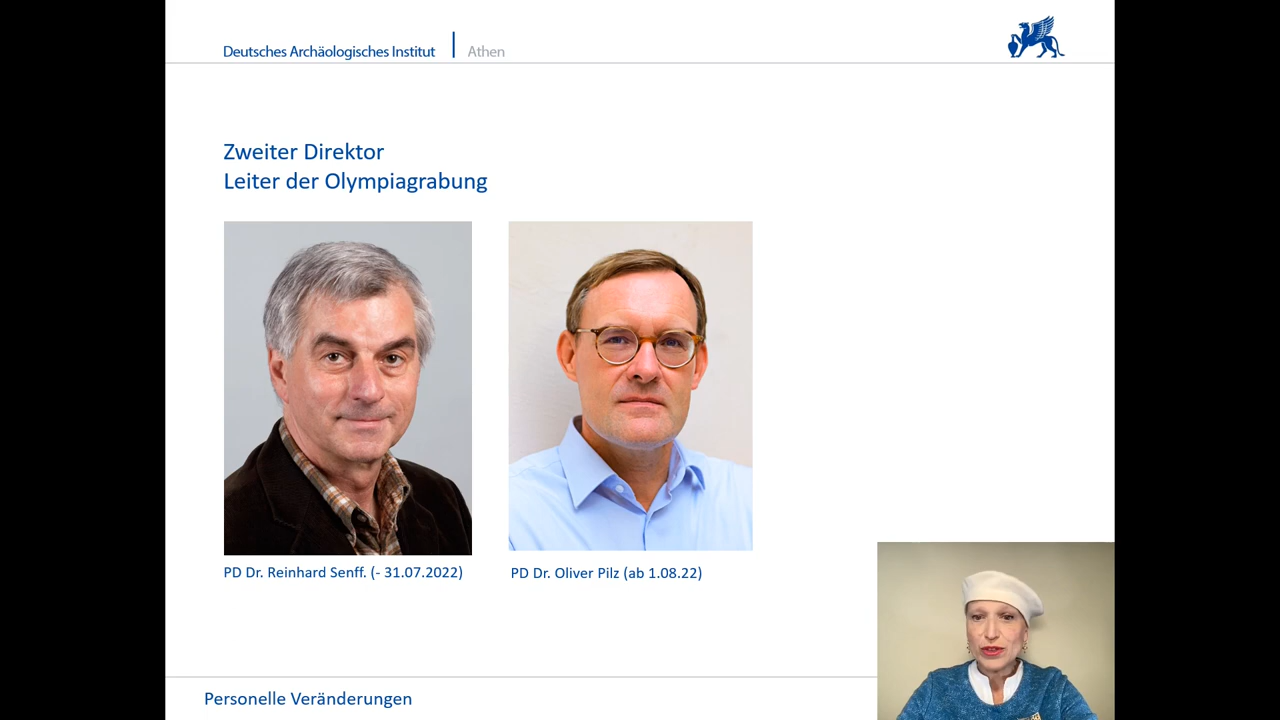 Deutsches Archäologisches Institut
Athen
Zweiter Direktor
Leiter der Olympiagrabung
PD Dr. Reinhard Senff. (- 31.07.2022)
PD Dr. Oliver Pilz (ab 1.08.22)
Personelle Veränderungen